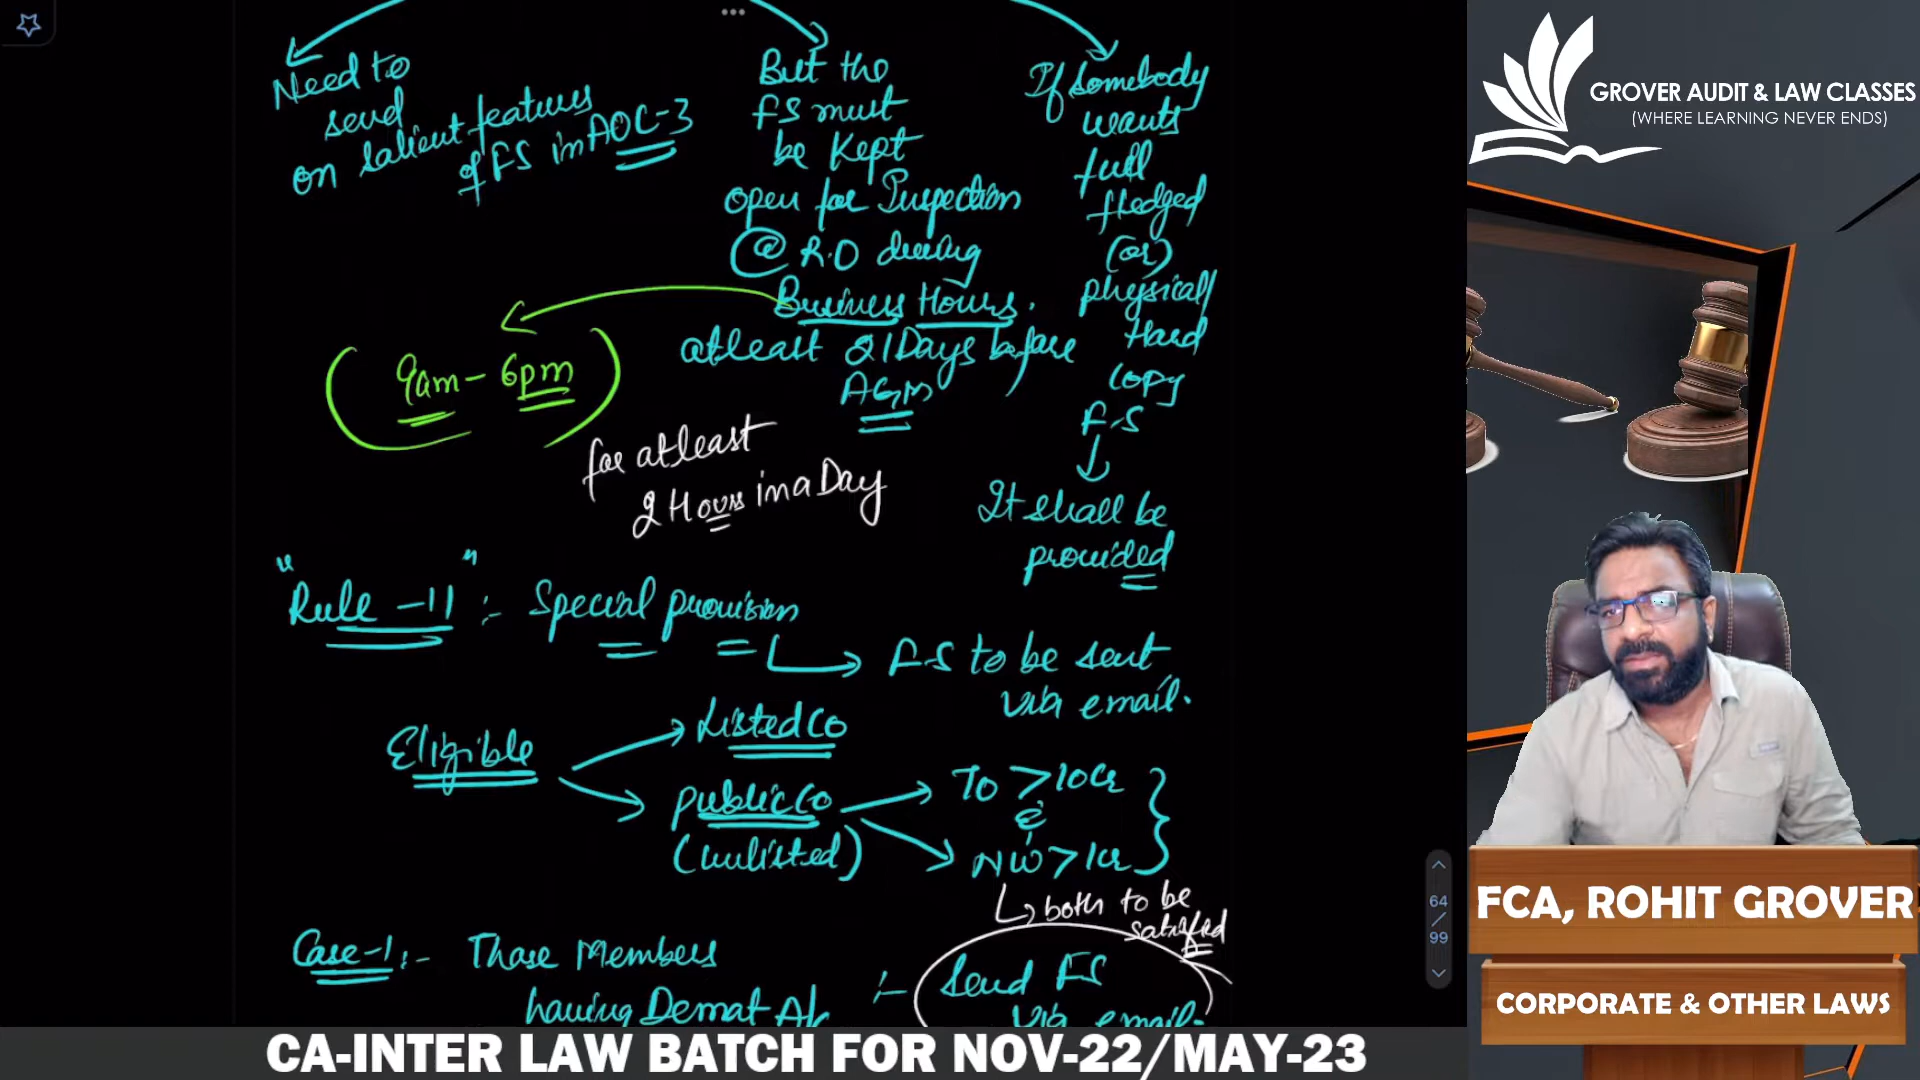 Need to
send
on salient features
of FS in AOC-3
But the
FS must
be Kept
open for Inspection
@ R.O during
Business Hours.
atleast 21 Days before
AGM
If somebody
wants
full
fledged
(or)
physical/
Hard
copy
F.S
It shall be
provided
(9am - 6pm)
for atleast
2 Hours in a Day
"Rule -11" :- Special provision
FS to be sent
via email.
Eligible
Listed Co
Public Co
(unlisted)
TO > 10Cr
&
NW > 1Cr
both to be
satisfied
Case-1 :- Those Members
having Demat A/c
:- Send FS
via email.
64
99
GROVER AUDIT & LAW CLASSES
(WHERE LEARNING NEVER ENDS)
FCA, ROHIT GROVER
CORPORATE & OTHER LAWS
CA-INTER LAW BATCH FOR NOV-22/MAY-23